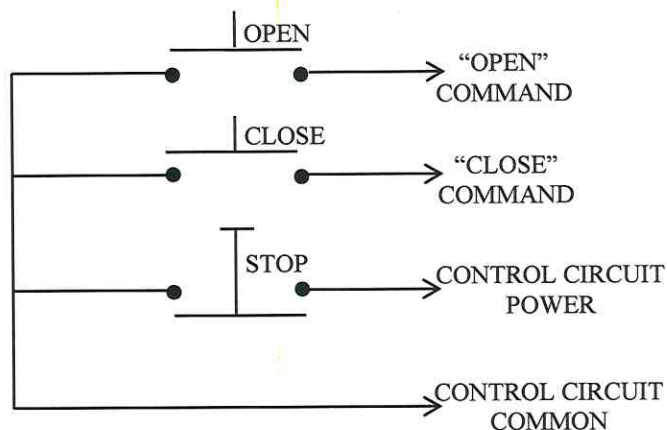 OPEN
“OPEN”
COMMAND
CLOSE
“CLOSE”
COMMAND
STOP
CONTROL CIRCUIT
POWER
CONTROL CIRCUIT
COMMON